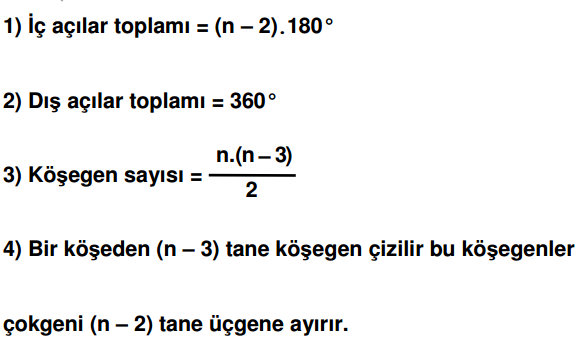 1) İç açılar toplamı = (n – 2).180°
2) Dış açılar toplamı = 360°
3) Köşegen sayısı = n.(n – 3) / 2
4) Bir köşeden (n – 3) tane köşegen çizilir bu köşegenler
çokgeni (n – 2) tane üçgene ayırır.